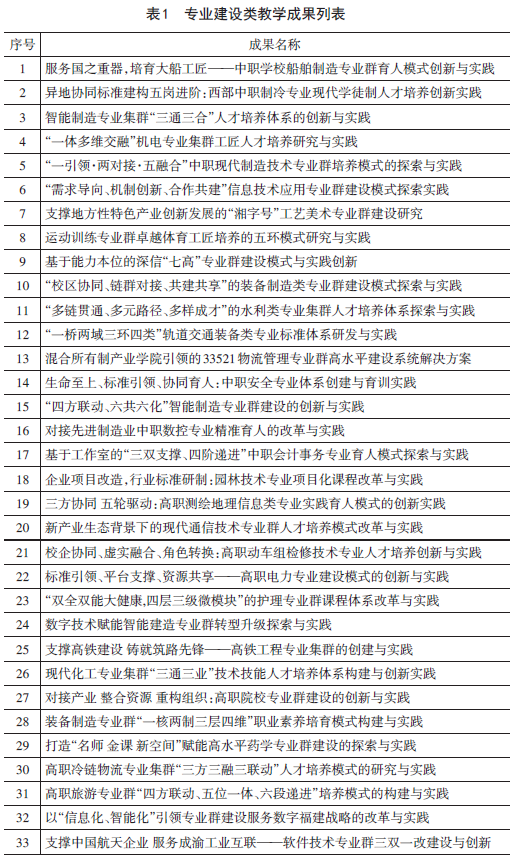 表1 专业建设类教学成果列表
序号 成果名称
1 服务国之重器,培育大船工匠——中职学校船舶制造专业群育人模式创新与实践
2 异地协同标准建构五岗进阶:西部中职制冷专业现代学徒制人才培养创新实践
3 智能制造专业集群“三通三合”人才培养体系的创新与实践
4 “一体多维交融”机电专业集群工匠人才培养研究与实践
5 “一引领·两对接·五融合”中职现代制造技术专业群培养模式的探索与实践
6 “需求导向、机制创新、合作共建”信息技术应用专业群建设模式探索实践
7 支撑地方性特色产业创新发展的“湘字号”工艺美术专业群建设研究
8 运动训练专业群卓越体育工匠培养的五环模式研究与实践
9 基于能力本位的深信“七高”专业群建设模式与实践创新
10 “校区协同、链群对接、共建共享”的装备制造类专业群建设模式探索与实践
11 “多链贯通、多元路径、多样成才”的水利类专业集群人才培养体系探索与实践
12 “一桥两域三环四类”轨道交通装备类专业标准体系研发与实践
13 混合所有制产业学院引领的33521物流管理专业群高水平建设系统解决方案
14 生命至上、标准引领、协同育人:中职安全专业体系创建与育训实践
15 “四方联动、六共六化”智能制造专业群建设的创新与实践
16 对接先进制造业中职数控专业精准育人的改革与实践
17 基于工作室的“三双支撑、四阶递进”中职会计事务专业育人模式探索与实践
18 企业项目改造,行业标准研制:园林技术专业项目化课程改革与实践
19 三方协同 五轮驱动:高职测绘地理信息类专业实践育人模式的创新实践
20 新产业生态背景下的现代通信技术专业群人才培养模式改革与实践
21 校企协同、虚实融合、角色转换:高职动车组检修技术专业人才培养创新与实践
22 标准引领、平台支撑、资源共享——高职电力专业建设模式的创新与实践
23 “双全双能大健康,四层三级微模块”的护理专业群课程体系改革与实践
24 数字技术赋能智能建造专业群转型升级探索与实践
25 支撑高铁建设 铸就筑路先锋——高铁工程专业集群的创建与实践
26 现代化工专业集群“三通三业”技术技能人才培养体系构建与创新实践
27 对接产业 整合资源 重构组织:高职院校专业群建设的创新与实践
28 装备制造专业群“一核两制三层四维”职业素养培育模式构建与实践
29 打造“名师 金课 新空间”赋能高水平药学专业群建设的探索与实践
30 高职冷链物流专业集群“三方三融三联动”人才培养模式的研究与实践
31 高职旅游专业群“四方联动、五位一体、六段递进”培养模式的构建与实践
32 以“信息化、智能化”引领专业群建设服务数字福建战略的改革与实践
33 支撑中国航天企业 服务成渝工业互联——软件技术专业群三双一改建设与创新